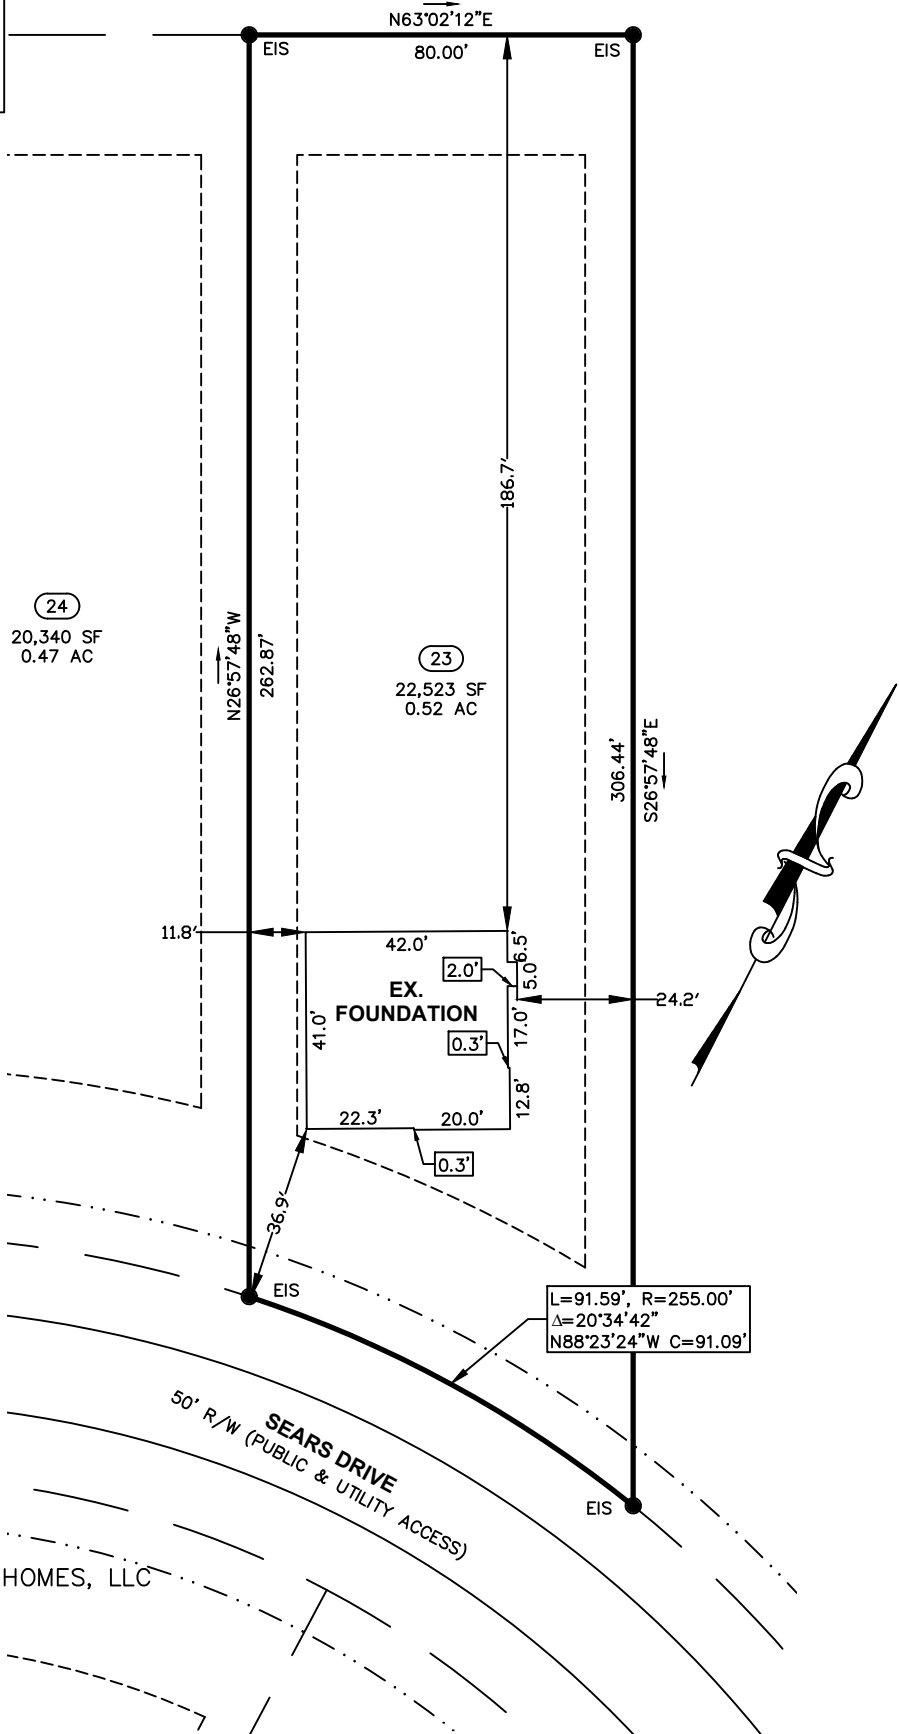 N63°02'12"E
EIS
80.00'
EIS
186.7'
24
20,340 SF
0.47 AC
N26°57'48"W
262.87'
23
22,523 SF
0.52 AC
306.44'
S26°57'48"E
11.8'
42.0'
6.5'
2.0'
5.0'
EX.
FOUNDATION
24.2'
41.0'
17.0'
0.3'
12.8'
22.3'
20.0'
0.3'
36.9'
EIS
L=91.59', R=255.00'
Δ=20°34'42"
N88°23'24"W C=91.09'
SEARS DRIVE
50' R/W (PUBLIC & UTILITY ACCESS)
EIS
HOMES, LLC